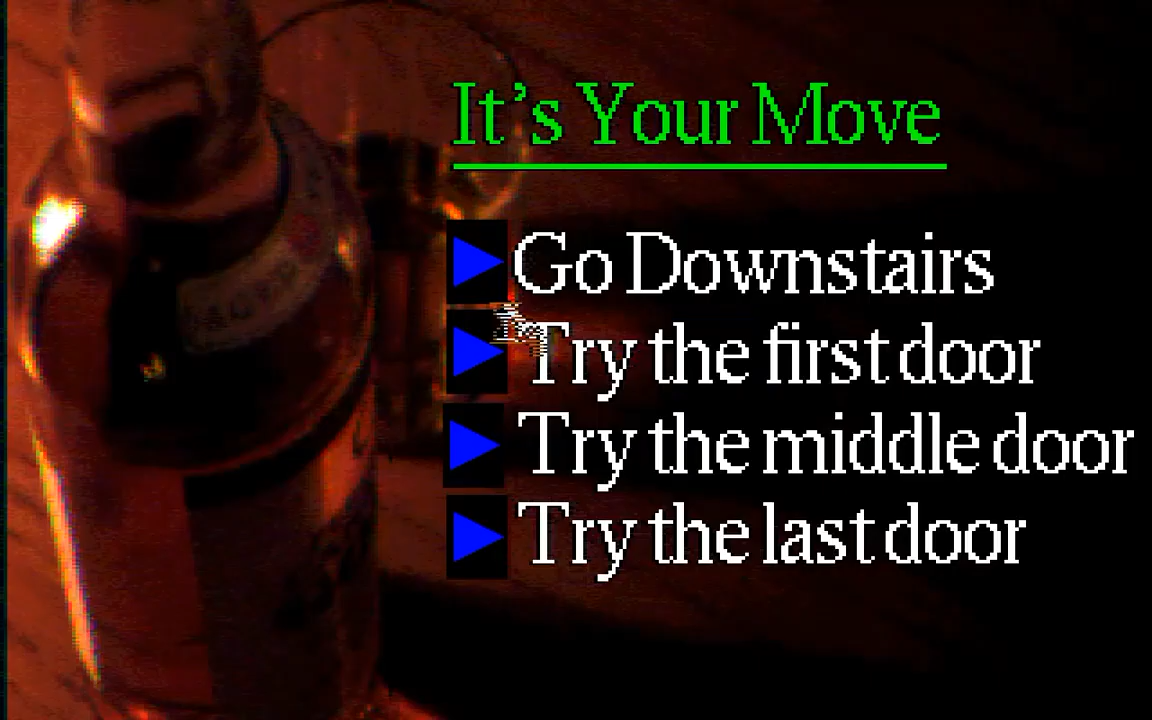 It's Your Move
Go Downstairs
Try the first door
Try the middle door
Try the last door